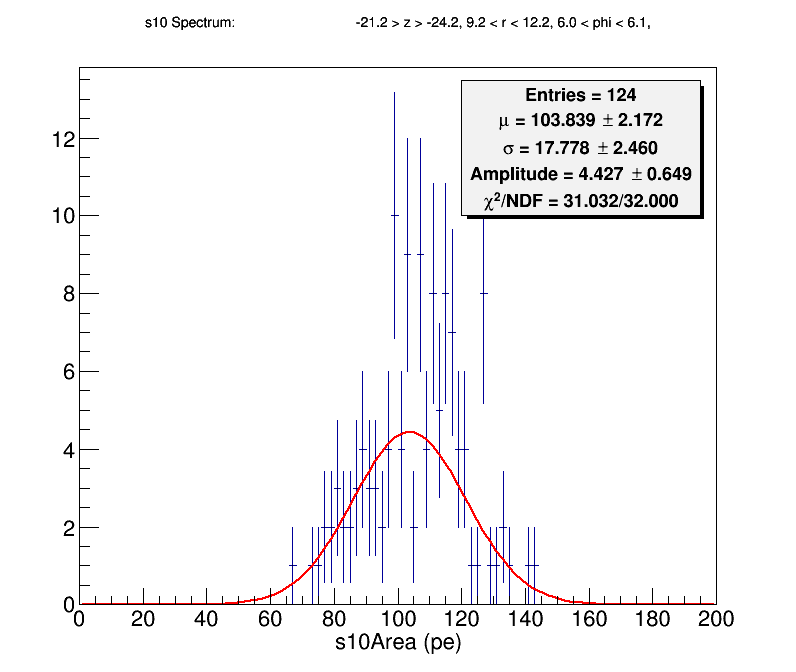 s10 Spectrum: -21.2 > z > -24.2, 9.2 < r < 12.2, 6.0 < phi < 6.1,
Entries = 124
μ = 103.839 ± 2.172
σ = 17.778 ± 2.460
Amplitude = 4.427 ± 0.649
χ²/NDF = 31.032/32.000
12
10
8
6
4
2
0
0 20 40 60 80 100 120 140 160 180 200
s10Area (pe)